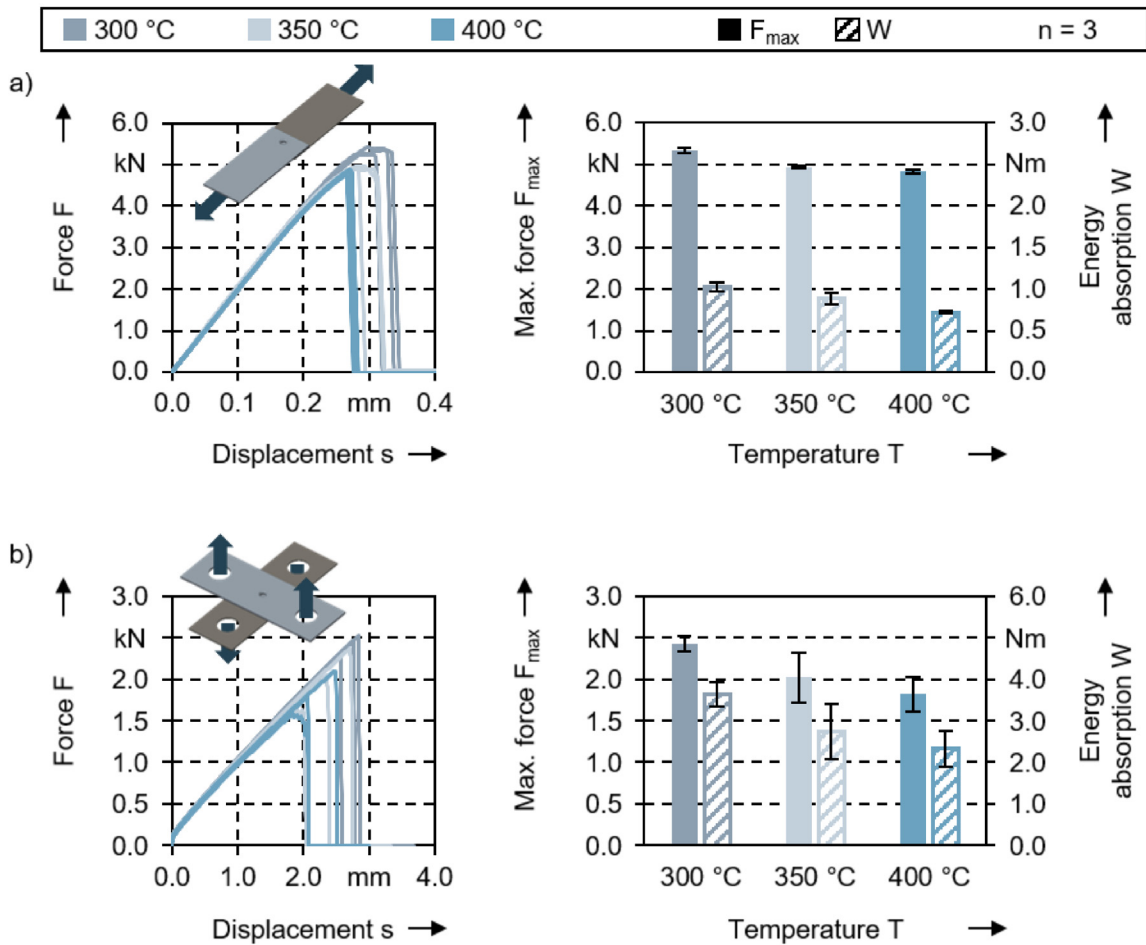 300 °C 350 °C 400 °C Fmax W n = 3
a)
Force F
6.0
kN
4.0
3.0
2.0
1.0
0.0
0.0 0.1 0.2 mm 0.4
Displacement s
Max. force Fmax
6.0
kN
4.0
3.0
2.0
1.0
0.0
3.0
Nm
2.0
1.5
1.0
0.5
0.0
Energy
absorption W
300 °C 350 °C 400 °C
Temperature T
b)
Force F
3.0
kN
2.0
1.5
1.0
0.5
0.0
0.0 1.0 2.0 mm 4.0
Displacement s
Max. force Fmax
3.0
kN
2.0
1.5
1.0
0.5
0.0
6.0
Nm
4.0
3.0
2.0
1.0
0.0
Energy
absorption W
300 °C 350 °C 400 °C
Temperature T